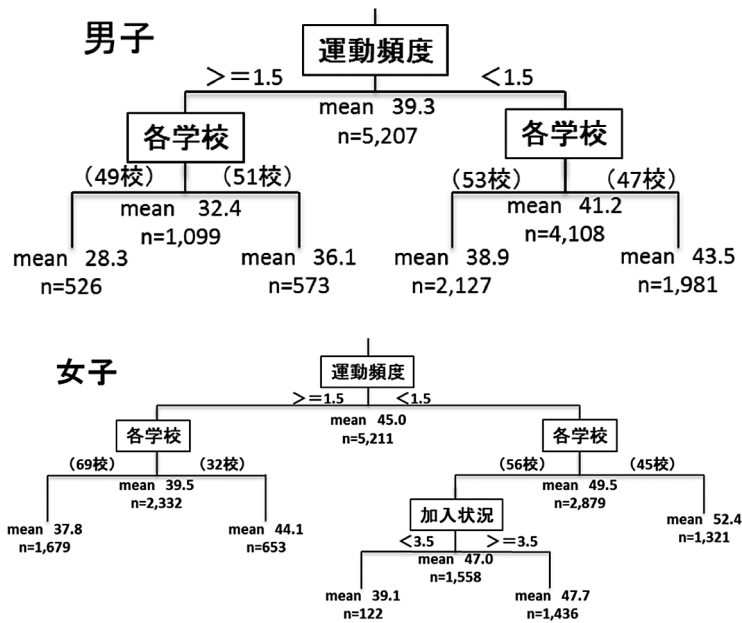 男子
運動頻度
＞＝1.5
＜1.5
mean 39.3
n=5,207
各学校
各学校
（49校）
（51校）
（53校）
（47校）
mean 32.4
n=1,099
mean 41.2
n=4,108
mean 28.3
n=526
mean 36.1
n=573
mean 38.9
n=2,127
mean 43.5
n=1,981
女子
運動頻度
＞＝1.5
＜1.5
mean 45.0
n=5,211
各学校
各学校
（69校）
（32校）
（56校）
（45校）
mean 39.5
n=2,332
mean 49.5
n=2,879
mean 37.8
n=1,679
mean 44.1
n=653
加入状況
mean 52.4
n=1,321
＜3.5
＞＝3.5
mean 47.0
n=1,558
mean 39.1
n=122
mean 47.7
n=1,436